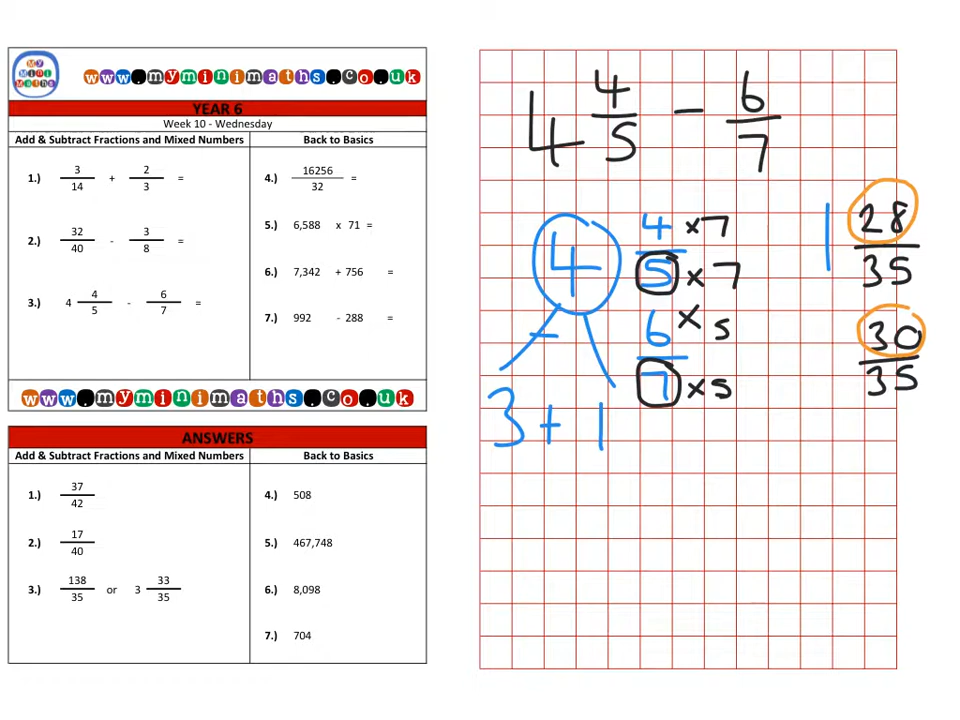 My
Mini
Maths
www.myminimaths.co.uk
YEAR 6
Week 10 - Wednesday
Add & Subtract Fractions and Mixed Numbers
Back to Basics
1.) 3/14 + 2/3 =
2.) 32/40 - 3/8 =
3.) 4 4/5 - 6/7 =
4.) 16256/32 =
5.) 6,588 x 71 =
6.) 7,342 + 756 =
7.) 992 - 288 =
www.myminimaths.co.uk
ANSWERS
Add & Subtract Fractions and Mixed Numbers
Back to Basics
1.) 37/42
2.) 17/40
3.) 138/35 or 3 33/35
4.) 508
5.) 467,748
6.) 8,098
7.) 704
4 4/5 - 6/7
4
4 x7
5 x 7
6 x 5
7 x5
3 + 1
1 28/35
30/35